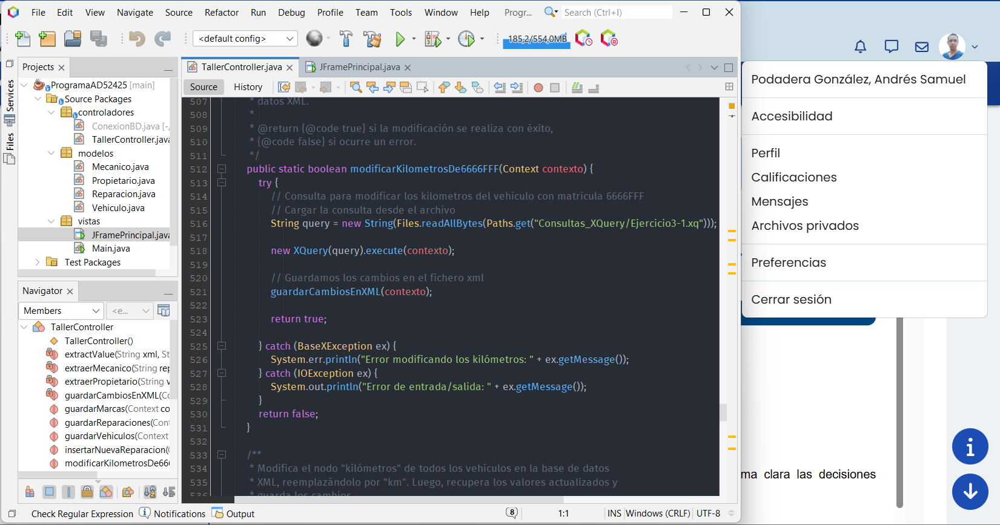 File Edit View Navigate Source Refactor Run Debug Profile Team Tools Window Help Progr... Search (Ctrl+I)
<default config> 185,2/554,0MB
Projects
Services
Files
ProgramaAD52425 [main]
Source Packages
controladores
ConexionBD.java [-/
TallerController.java
modelos
Mecanico.java
Propietario.java
Reparacion.java
Vehiculo.java
vistas
JFramePrincipal.java
Main.java
Test Packages
Navigator
Members <e...
TallerController
TallerController()
extractValue(String xml, St
extraerMecanico(String rep
extraerPropietario(String v
guardarCambiosEnXML(Co
guardarMarcas(Context co
guardarReparaciones(Cont
guardarVehiculos(Context
insertarNuevaReparacion(
modificarKilometrosDe666
TallerController.java JFramePrincipal.java
Source History
507 * datos XML.
508 *
509 * @return {@code true} si la modificación se realiza con éxito,
510 * {@code false} si ocurre un error.
511 */
512 public static boolean modificarKilometrosDe6666FFF(Context contexto) {
513 try {
514 // Consulta para modificar los kilometros del vehiculo con matrícula 6666FFF
515 // Cargar la consulta desde el archivo
516 String query = new String(Files.readAllBytes(Paths.get("Consultas_XQuery/Ejercicio3-1.xq")));
517
518 new XQuery(query).execute(contexto);
519
520 // Guardamos los cambios en el fichero xml
521 guardarCambiosEnXML(contexto);
522
523 return true;
524
525 } catch (BaseXException ex) {
526 System.err.println("Error modificando los kilómetros: " + ex.getMessage());
527 } catch (IOException ex) {
528 System.out.println("Error de entrada/salida: " + ex.getMessage());
529 }
530 return false;
531 }
532
533 /**
534 * Modifica el nodo "kilómetros" de todos los vehículos en la base de datos
535 * XML, reemplazándolo por "km". Luego, recupera los valores actualizados y
536 * guarda los cambios
Check Regular Expression Notifications Output 8 1:1 INS Windows (CRLF) UTF-8
Podadera González, Andrés Samuel
Accesibilidad
Perfil
Calificaciones
Mensajes
Archivos privados
Preferencias
Cerrar sesión
ma clara las decisiones